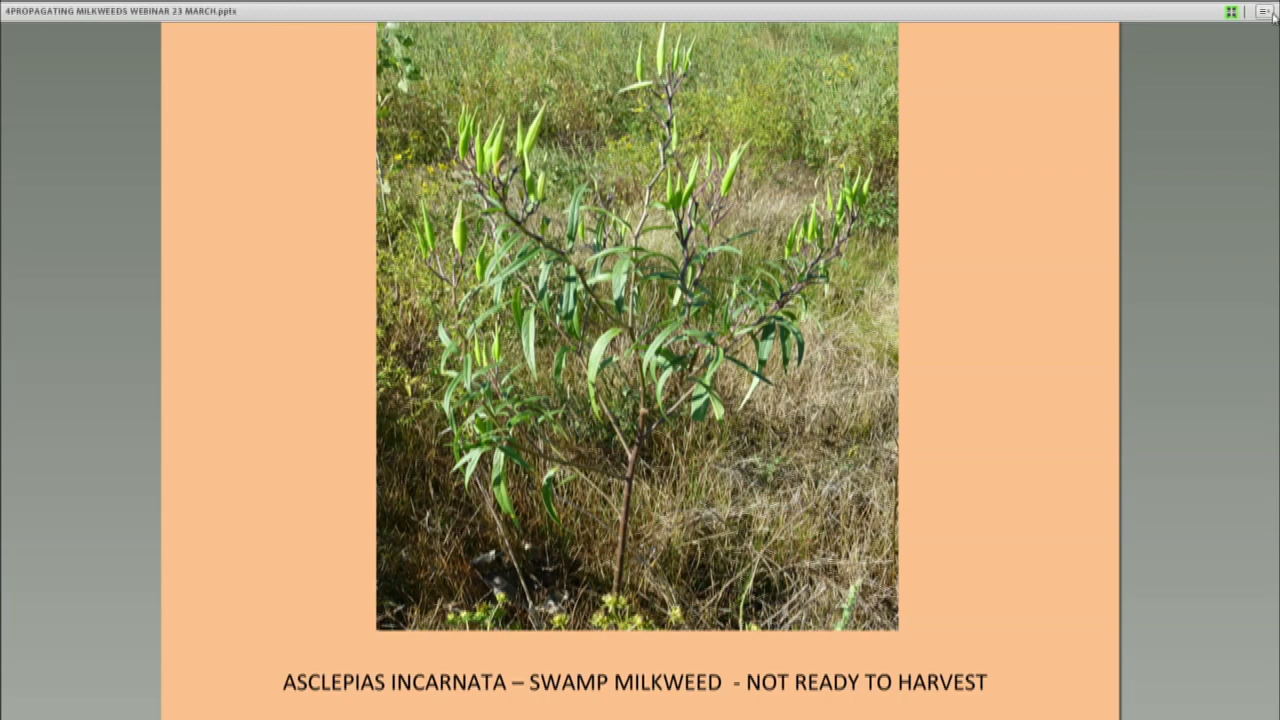 4PROPAGATING MILKWEEDS WEBINAR 23 MARCH.pptx
ASCLEPIAS INCARNATA – SWAMP MILKWEED - NOT READY TO HARVEST